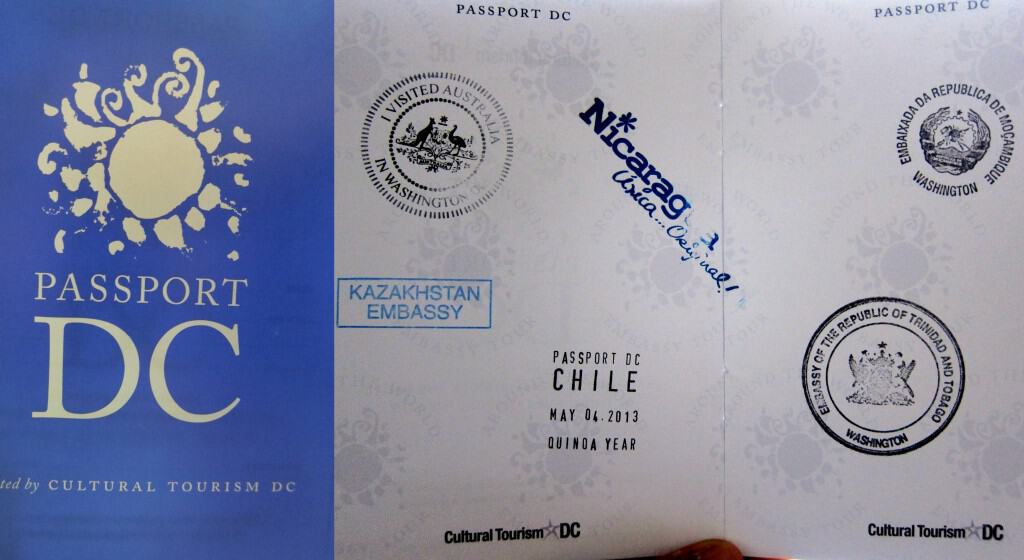 PASSPORT
DC
ted by CULTURAL TOURISM DC
PASSPORT DC
I VISITED AUSTRALIA
IN WASHINGTON
Nicarag
Única... Original!
KAZAKHSTAN
EMBASSY
PASSPORT DC
CHILE
MAY 04.2013
QUINOA YEAR
Cultural Tourism DC
PASSPORT DC
EMBAIXADA DA REPUBLICA DE MOÇAMBIQUE
WASHINGTON
EMBASSY OF THE REPUBLIC OF TRINIDAD AND TOBAGO
WASHINGTON
Cultural Tourism DC